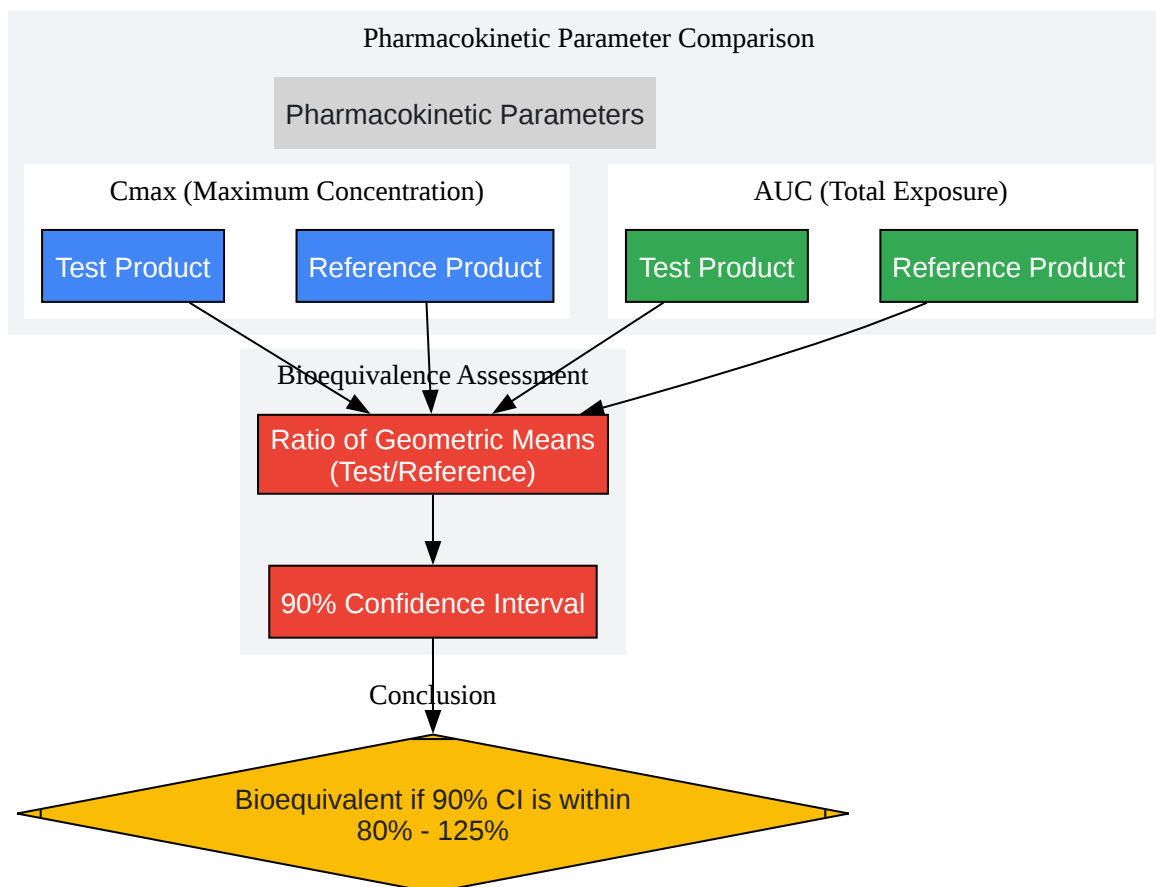 Pharmacokinetic Parameter Comparison
Pharmacokinetic Parameters
Cmax (Maximum Concentration)
Test Product
Reference Product
AUC (Total Exposure)
Test Product
Reference Product
Bioequivalence Assessment
Ratio of Geometric Means
(Test/Reference)
90% Confidence Interval
Conclusion
Bioequivalent if 90% CI is within
80% - 125%